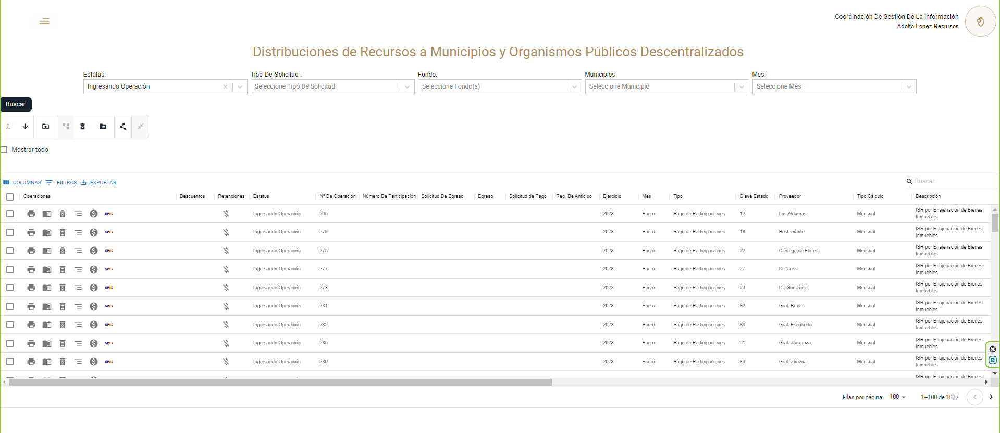 Coordinación De Gestión De La Información
Adolfo Lopez Recursos
Distribuciones de Recursos a Municipios y Organismos Públicos Descentralizados
Estatus: Tipo De Solicitud : Fondo: Municipios Mes :
Ingresando Operación Seleccione Tipo De Solicitud Seleccione Fondo(s) Seleccione Municipio Seleccione Mes
Buscar
Mostrar todo
COLUMNAS FILTROS EXPORTAR Buscar
Operaciones Descuentos Retenciones Estatus Nº De Operación Número De Participación Solicitud De Egreso Egreso Solicitud de Pago Req. De Anticipo Ejercicio Mes Tipo Clave Estado Proveedor Tipo Cálculo Descripción
SPEI Ingresando Operación 265 2023 Enero Pago de Participaciones 12 Los Aldamas Mensual ISR por Enajenación de Bienes
Inmuebles
SPEI Ingresando Operación 270 2023 Enero Pago de Participaciones 18 Bustamante Mensual ISR por Enajenación de Bienes
Inmuebles
SPEI Ingresando Operación 275 2023 Enero Pago de Participaciones 22 Ciénega de Flores Mensual ISR por Enajenación de Bienes
Inmuebles
SPEI Ingresando Operación 277 2023 Enero Pago de Participaciones 27 Dr. Coss Mensual ISR por Enajenación de Bienes
Inmuebles
SPEI Ingresando Operación 278 2023 Enero Pago de Participaciones 26 Dr. González Mensual ISR por Enajenación de Bienes
Inmuebles
SPEI Ingresando Operación 281 2023 Enero Pago de Participaciones 32 Gral. Bravo Mensual ISR por Enajenación de Bienes
Inmuebles
SPEI Ingresando Operación 282 2023 Enero Pago de Participaciones 33 Gral. Escobedo Mensual ISR por Enajenación de Bienes
Inmuebles
SPEI Ingresando Operación 285 2023 Enero Pago de Participaciones 61 Gral. Zaragoza Mensual ISR por Enajenación de Bienes
Inmuebles
SPEI Ingresando Operación 286 2023 Enero Pago de Participaciones 36 Gral. Zuazua Mensual ISR por Enajenación de Bienes
Inmuebles
ISR por Enajenación de Bienes
Filas por página: 100 1–100 de 1837